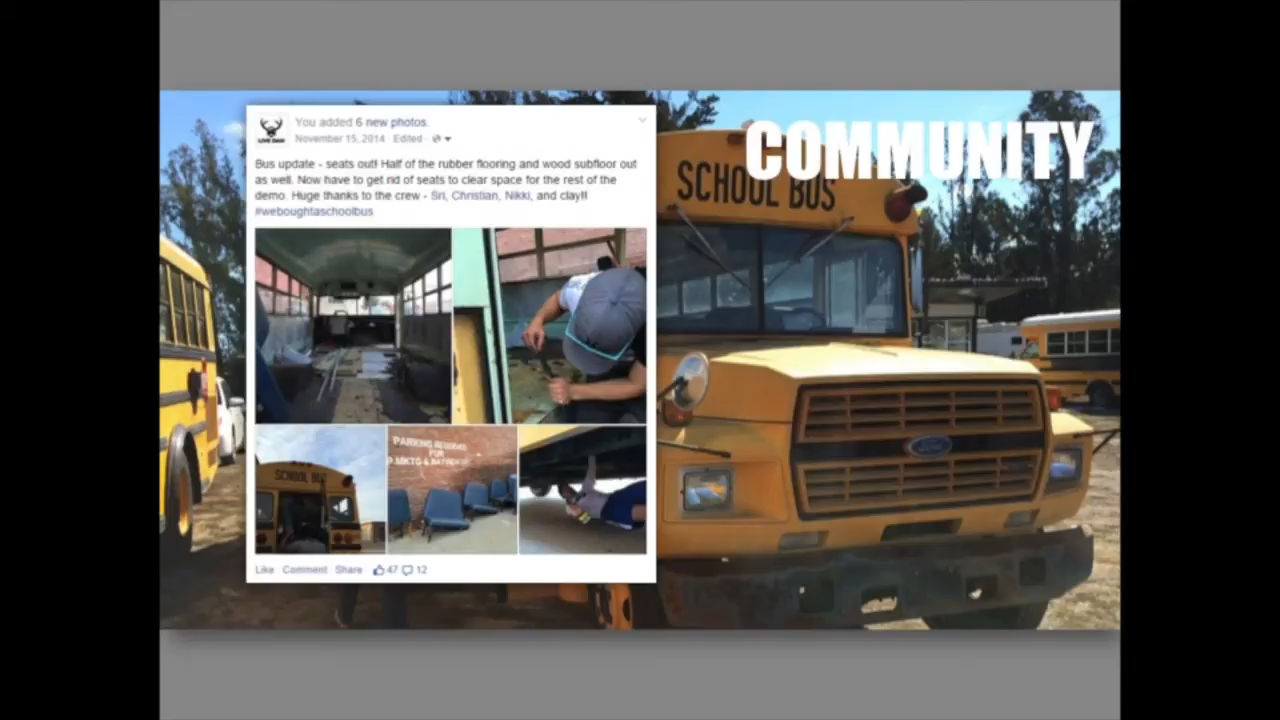 You added 6 new photos.
November 15, 2014 · Edited ·
Bus update - seats out! Half of the rubber flooring and wood subfloor out
as well. Now have to get rid of seats to clear space for the rest of the
demo. Huge thanks to the crew - Sri, Christian, Nikki, and clay!!
#weboughtaschoolbus
COMMUNITY
SCHOOL BUS
Ford
SCHOOL BUS
PARKING RESERVED
FOR
Like Comment Share 47 12